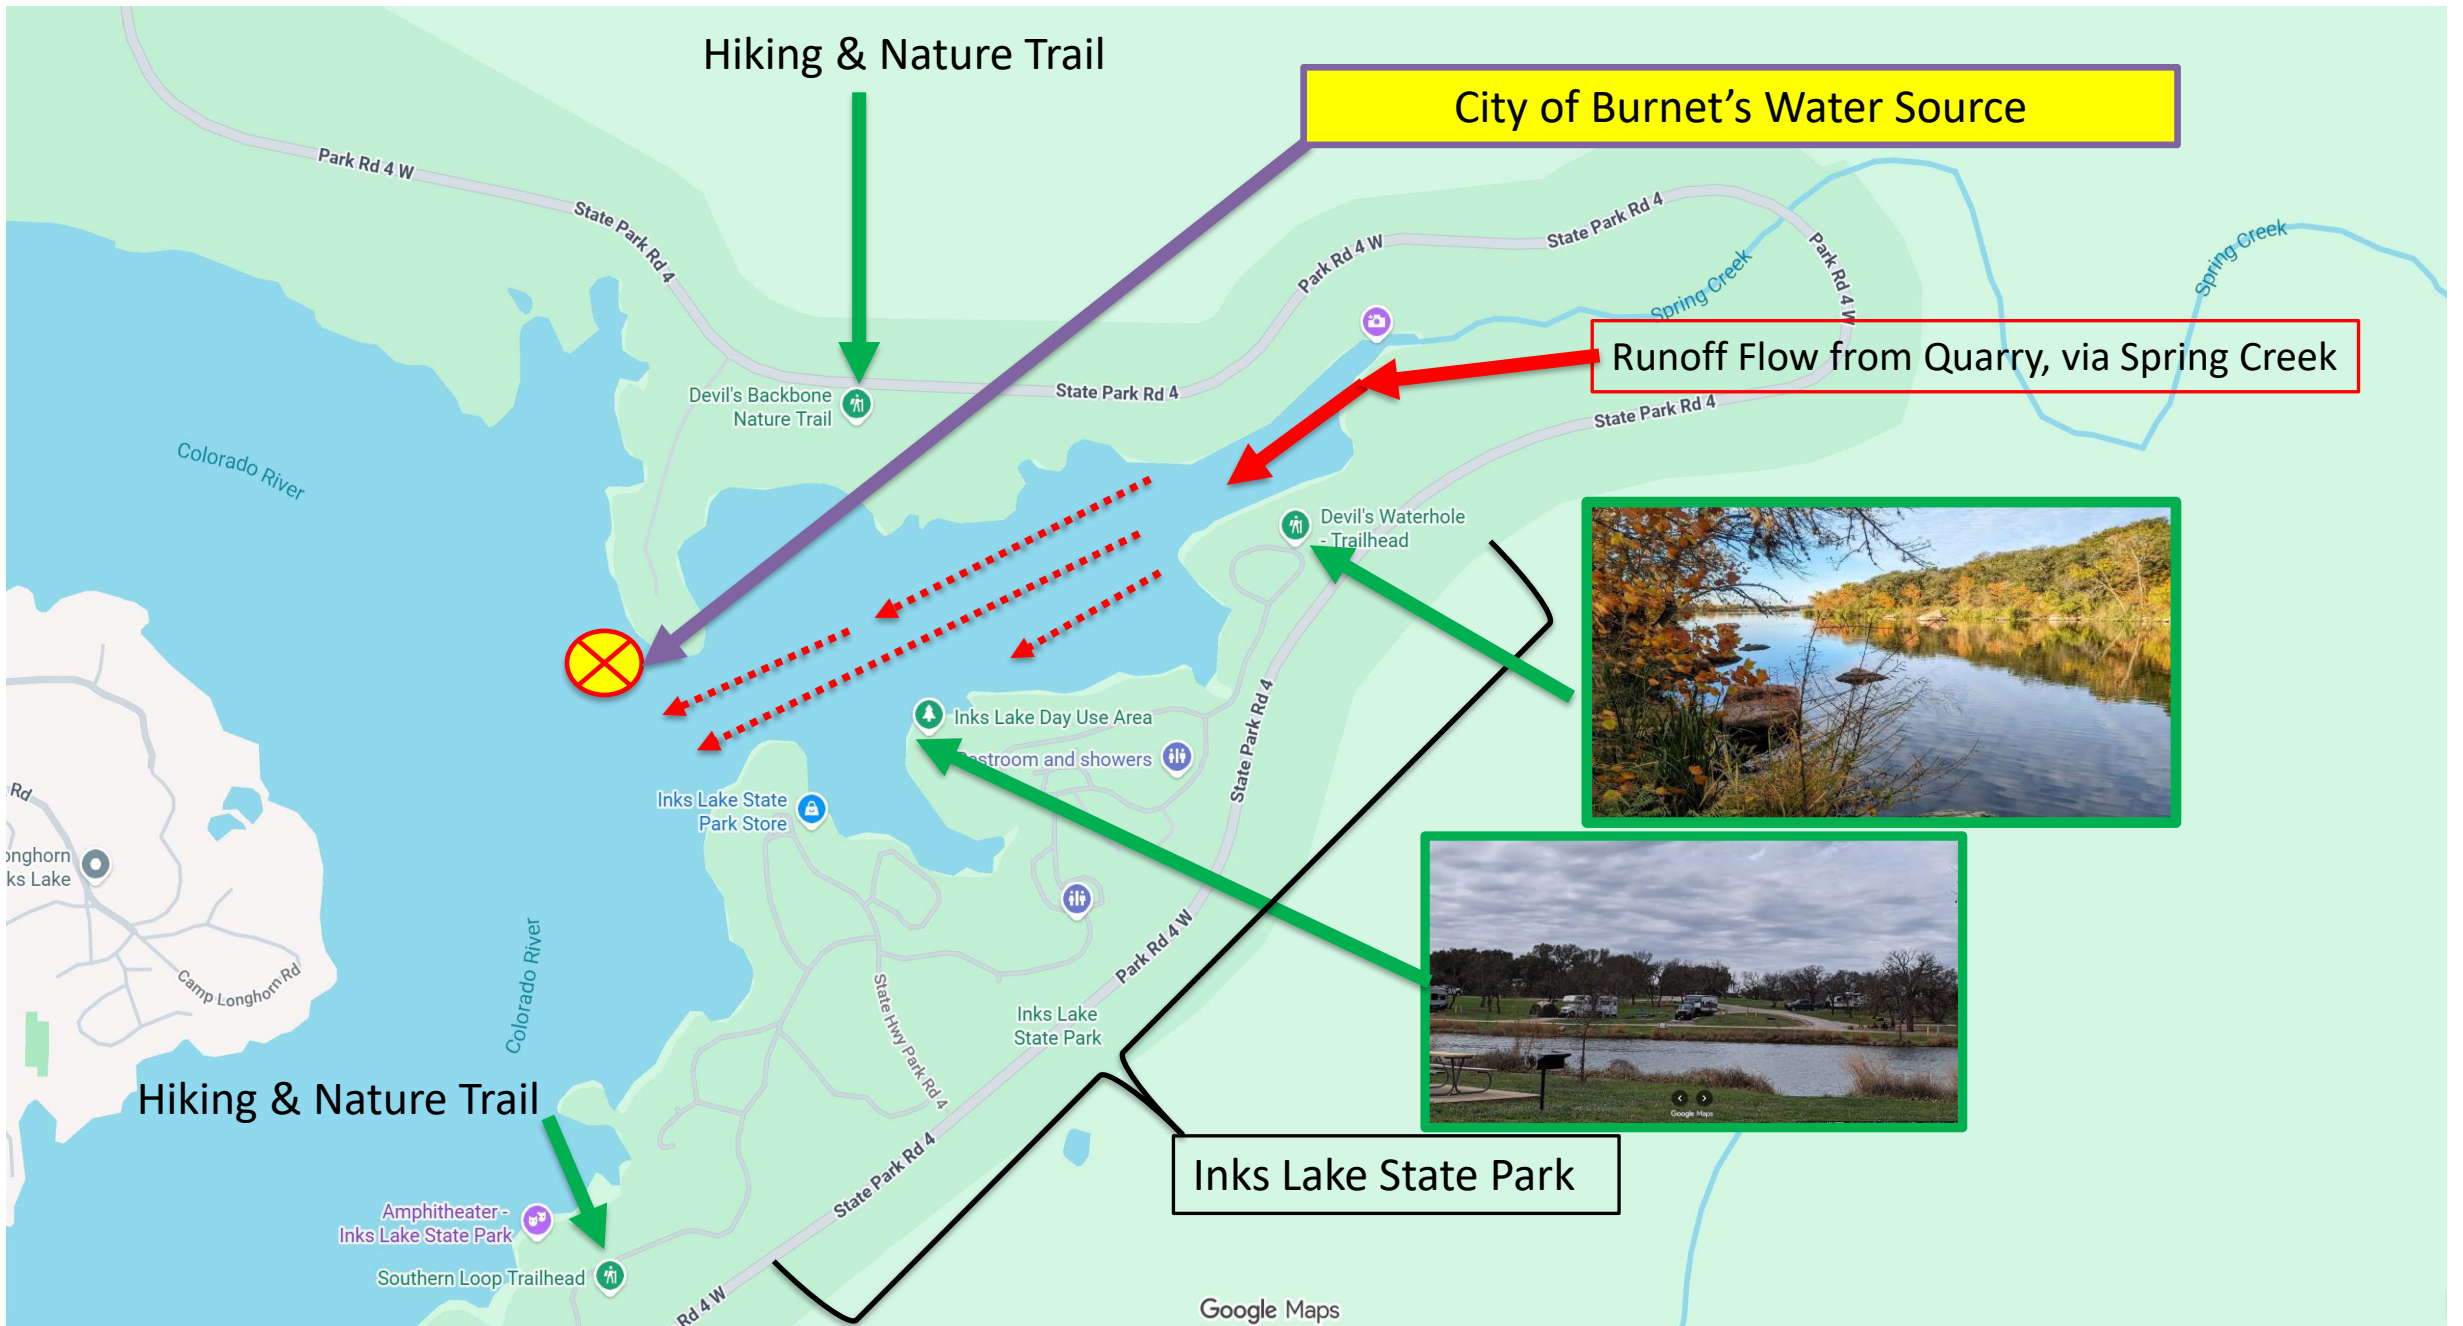 Hiking & Nature Trail
City of Burnet's Water Source
Park Rd 4 W
State Park Rd 4
State Park Rd 4
Park Rd 4 W
Park Rd 4 W
Spring Creek
Spring Creek
Runoff Flow from Quarry, via Spring Creek
Devil's Backbone
Nature Trail
State Park Rd 4
State Park Rd 4
Colorado River
Devil's Waterhole
- Trailhead
Inks Lake Day Use Area
State Park Rd 4
estroom and showers
Inks Lake State
Park Store
Rd
onghorn
ks Lake
Camp Longhorn Rd
Colorado River
State Hwy Park Rd 4
Park Rd 4 W
Inks Lake
State Park
Google Maps
Hiking & Nature Trail
State Park Rd 4
Inks Lake State Park
Amphitheater -
Inks Lake State Park
Southern Loop Trailhead
Rd 4 W
Google Maps